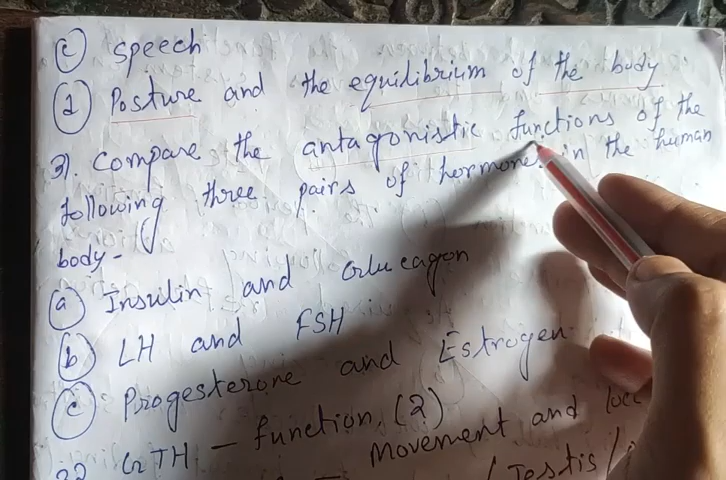 (c) speech
(d) Posture and the equilibrium of the body
31. Compare the antagonistic functions of the
following three pairs of hormones in the human
body-
(a) Insulin and Glucagon
(b) LH and FSH
(c) Progesterone and Estrogen.
GTH - function, (2)
Movement and
(Testis/